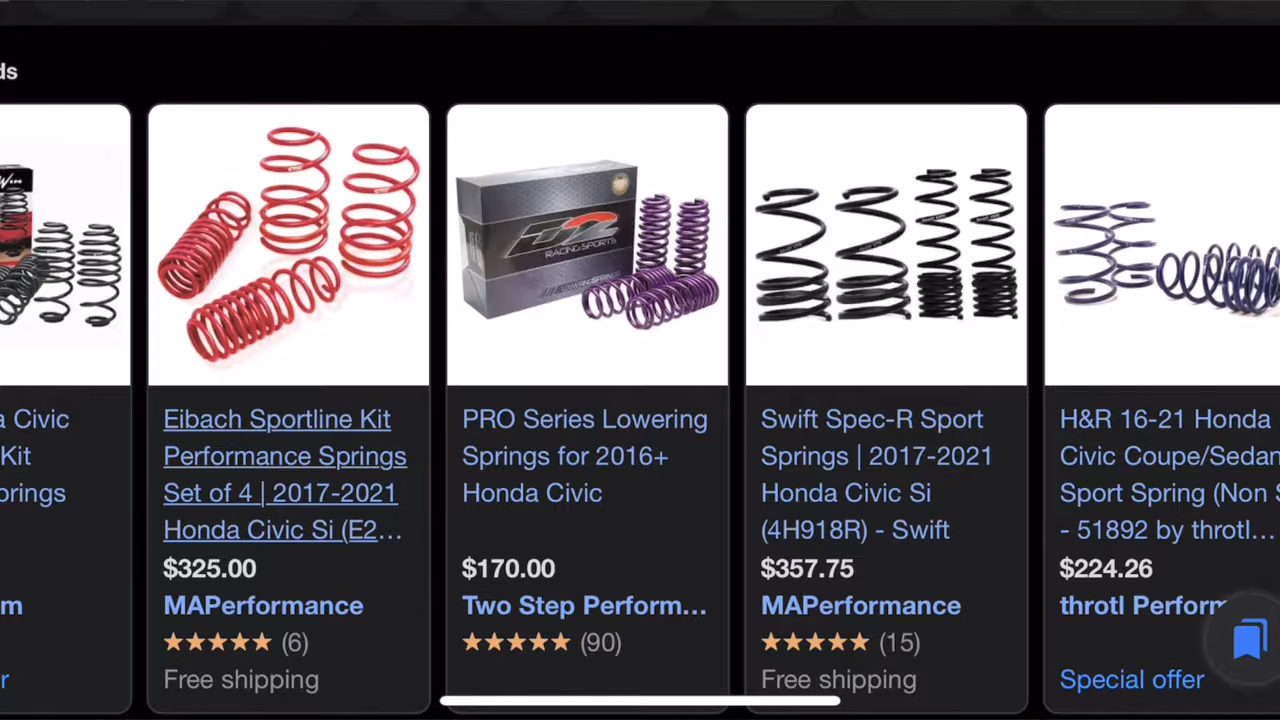 ds
a Civic
Kit
prings
m
r
Eibach Sportline Kit
Performance Springs
Set of 4 | 2017-2021
Honda Civic Si (E2...
$325.00
MAPerformance
(6)
Free shipping
D2
RACING SPORTS
PRO Series Lowering
Springs for 2016+
Honda Civic
$170.00
Two Step Perform...
(90)
Swift Spec-R Sport
Springs | 2017-2021
Honda Civic Si
(4H918R) - Swift
$357.75
MAPerformance
(15)
Free shipping
H&R 16-21 Honda
Civic Coupe/Sedan
Sport Spring (Non S
- 51892 by throtl...
$224.26
throtl Perform
Special offer